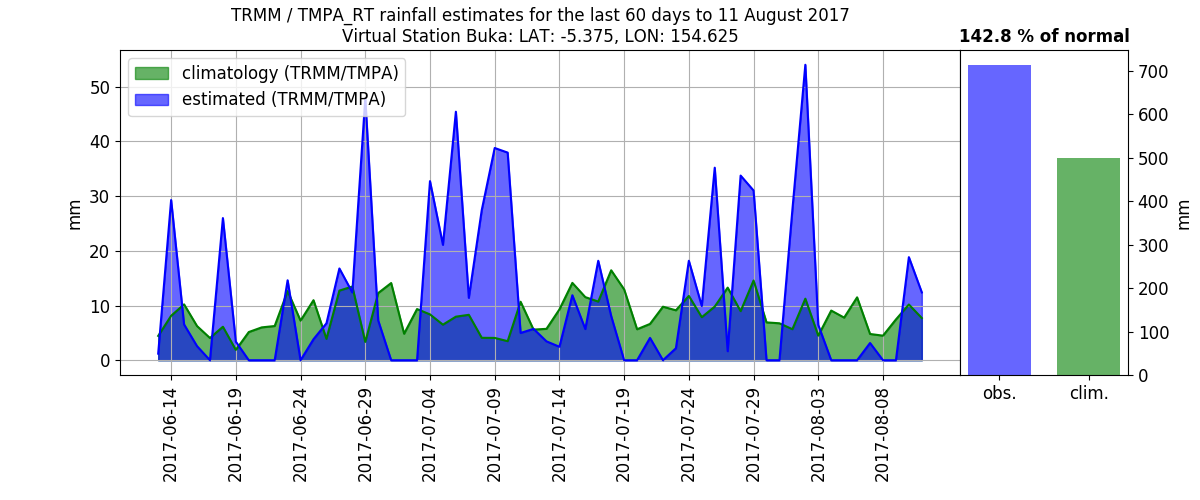 TRMM / TMPA_RT rainfall estimates for the last 60 days to 11 August 2017
Virtual Station Buka: LAT: -5.375, LON: 154.625
142.8 % of normal
climatology (TRMM/TMPA)
estimated (TRMM/TMPA)
mm
50
40
30
20
10
0
2017-06-14
2017-06-19
2017-06-24
2017-06-29
2017-07-04
2017-07-09
2017-07-14
2017-07-19
2017-07-24
2017-07-29
2017-08-03
2017-08-08
700
600
500
400
300
200
100
0
mm
obs.
clim.